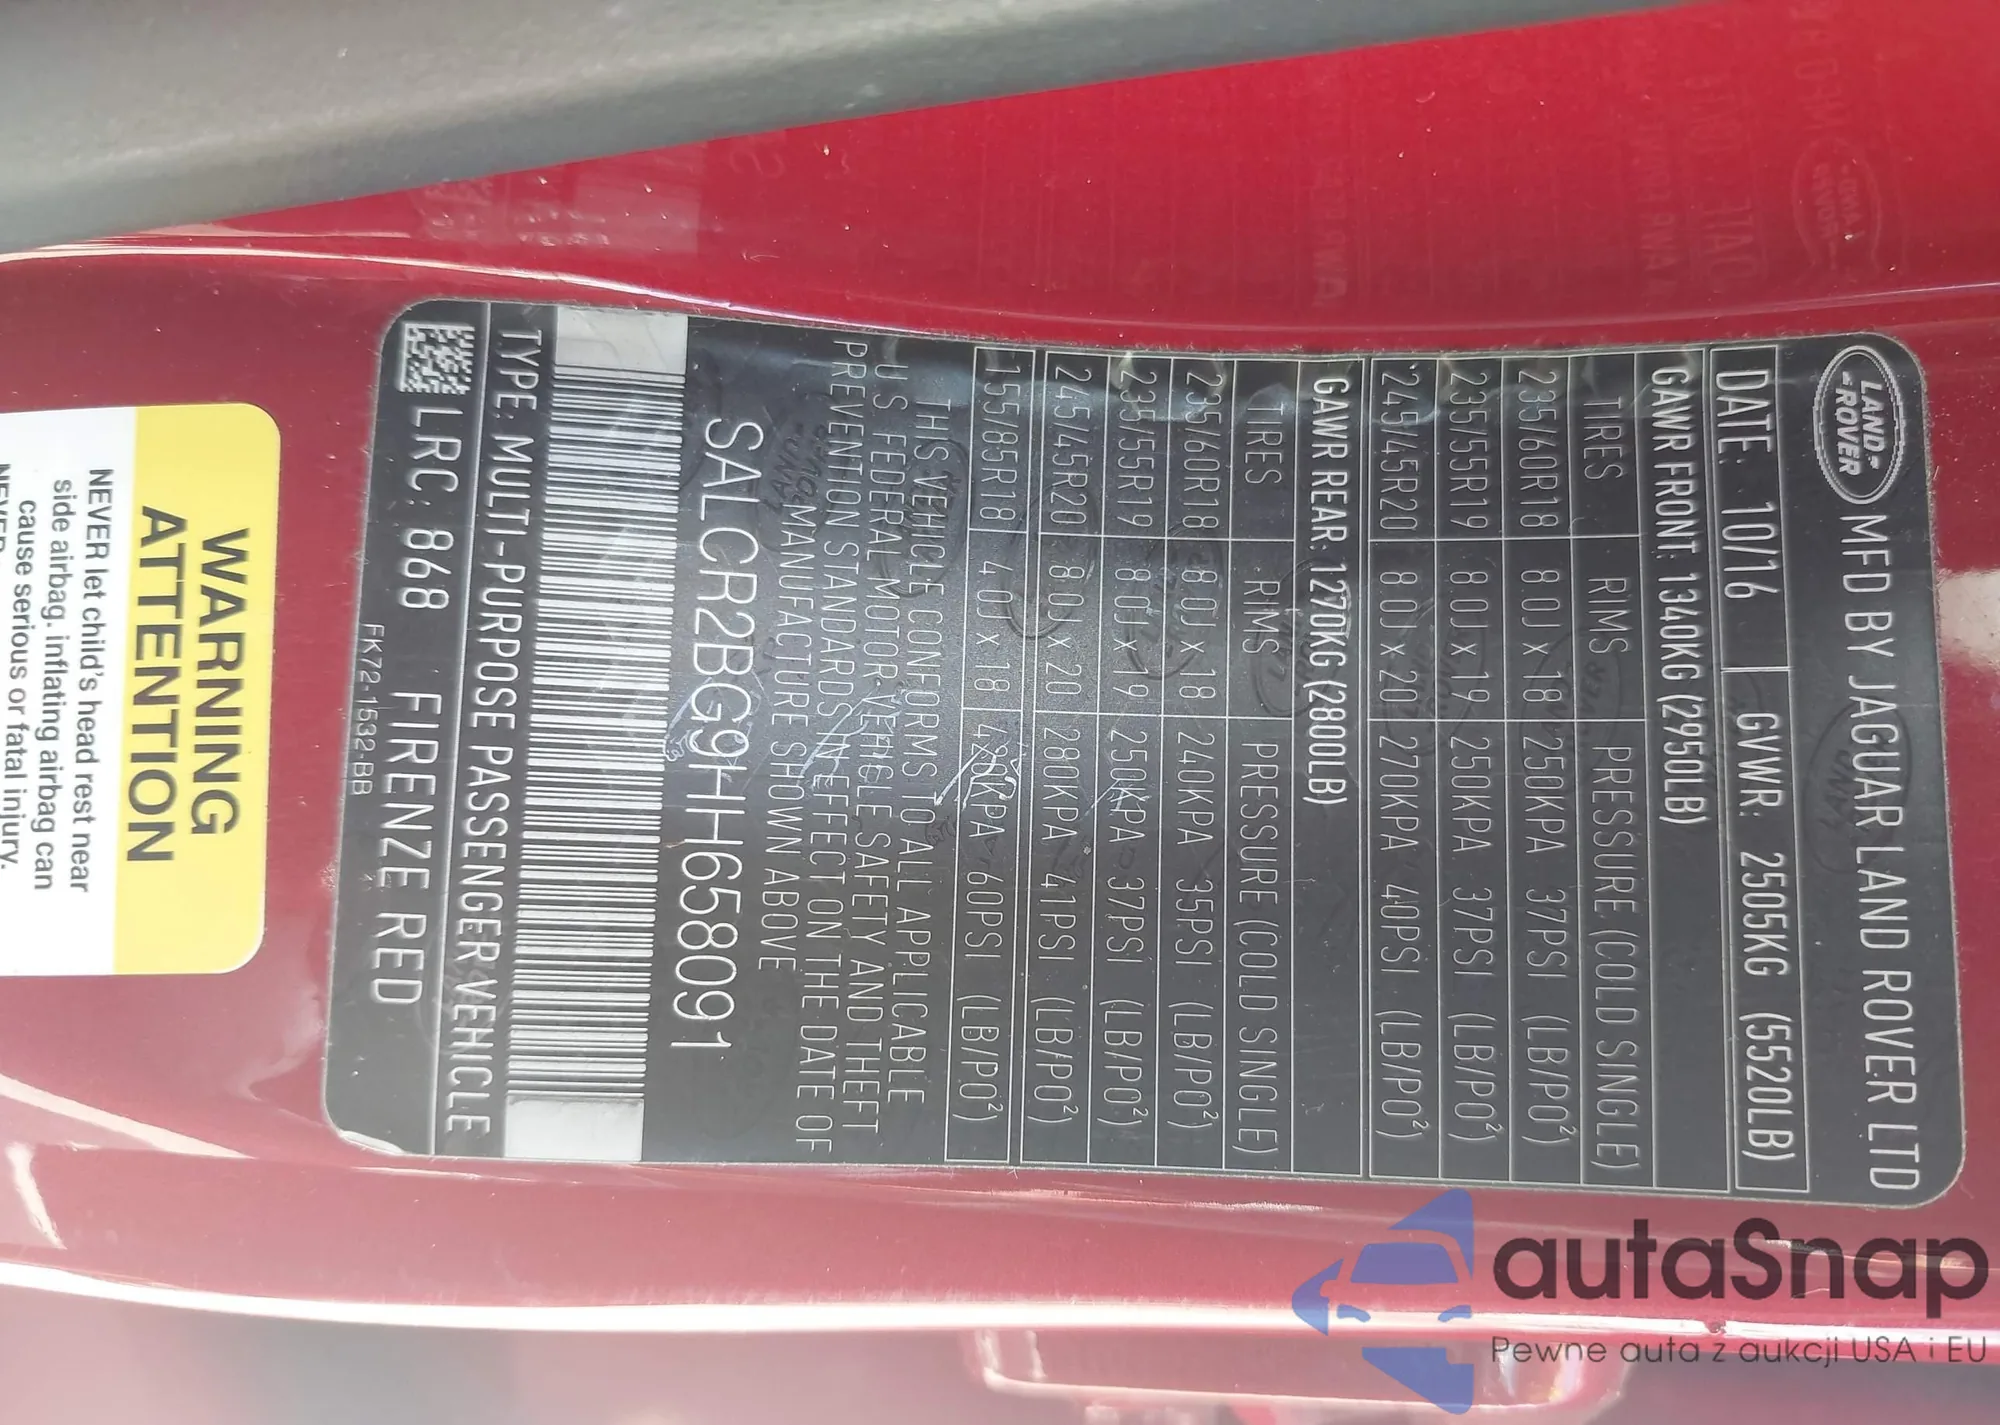 LAND-
-ROVER
MFD BY JAGUAR LAND ROVER LTD
DATE: 10/16 GVWR: 2505KG (5520LB)
GAWR FRONT: 1340KG (2950LB)
TIRES RIMS PRESSURE (COLD SINGLE)
235/60R18 8.0J x 18 250KPA 37PSI (LB/PO²)
235/55R19 8.0J x 19 250KPA 37PSI (LB/PO²)
245/45R20 8.0J x 20 270KPA 40PSI (LB/PO²)
GAWR REAR: 1270KG (2800LB)
TIRES RIMS PRESSURE (COLD SINGLE)
235/60R18 8.0J x 18 240KPA 35PSI (LB/PO²)
235/55R19 8.0J x 19 250KPA 37PSI (LB/PO²)
245/45R20 8.0J x 20 280KPA 41PSI (LB/PO²)
155/85R18 4.0J x 18 420KPA 60PSI (LB/PO²)
THIS VEHICLE CONFORMS TO ALL APPLICABLE
U.S. FEDERAL MOTOR VEHICLE SAFETY AND THEFT
PREVENTION STANDARDS IN EFFECT ON THE DATE OF
MANUFACTURE SHOWN ABOVE
SALCR2BG9HH658091
TYPE: MULTI-PURPOSE PASSENGER VEHICLE
LRC: 868 FIRENZE RED
FK72-1532-BB
WARNING
ATTENTION
NEVER let child's head rest near
side airbag. inflating airbag can
cause serious or fatal injury.
autaSnap
Pewne auta z aukcji USA i EU